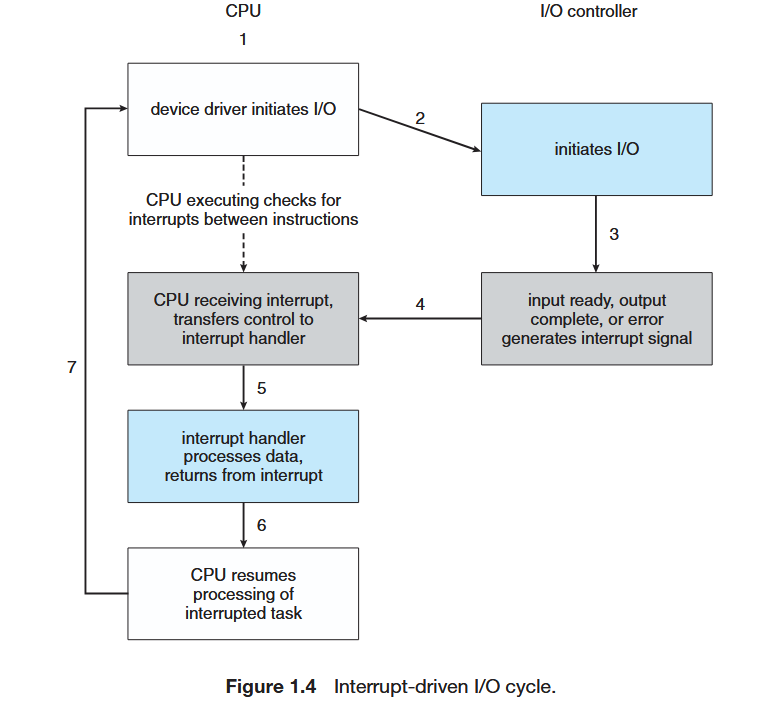 CPU
I/O controller
1
device driver initiates I/O
2
initiates I/O
CPU executing checks for
interrupts between instructions
3
CPU receiving interrupt,
transfers control to
interrupt handler
4
input ready, output
complete, or error
generates interrupt signal
7
5
interrupt handler
processes data,
returns from interrupt
6
CPU resumes
processing of
interrupted task
Figure 1.4 Interrupt-driven I/O cycle.